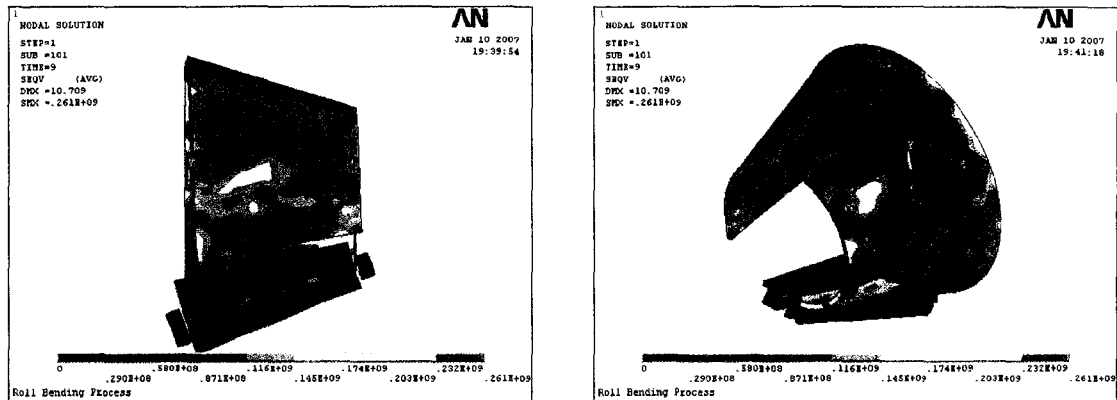 1
NODAL SOLUTION
STEP=1
SUB =101
TIME=9
SEQV (AVG)
DMX =10.709
SMX =.261E+09
AN
JAN 10 2007
19:39:54
0 .580E+08 .116E+09 .174E+09 .232E+09
.290E+08 .871E+08 .145E+09 .203E+09 .261E+09
Roll Bending Process
1
NODAL SOLUTION
STEP=1
SUB =101
TIME=9
SEQV (AVG)
DMX =10.709
SMX =.261E+09
AN
JAN 10 2007
19:41:18
0 .580E+08 .116E+09 .174E+09 .232E+09
.290E+08 .871E+08 .145E+09 .203E+09 .261E+09
Roll Bending Process